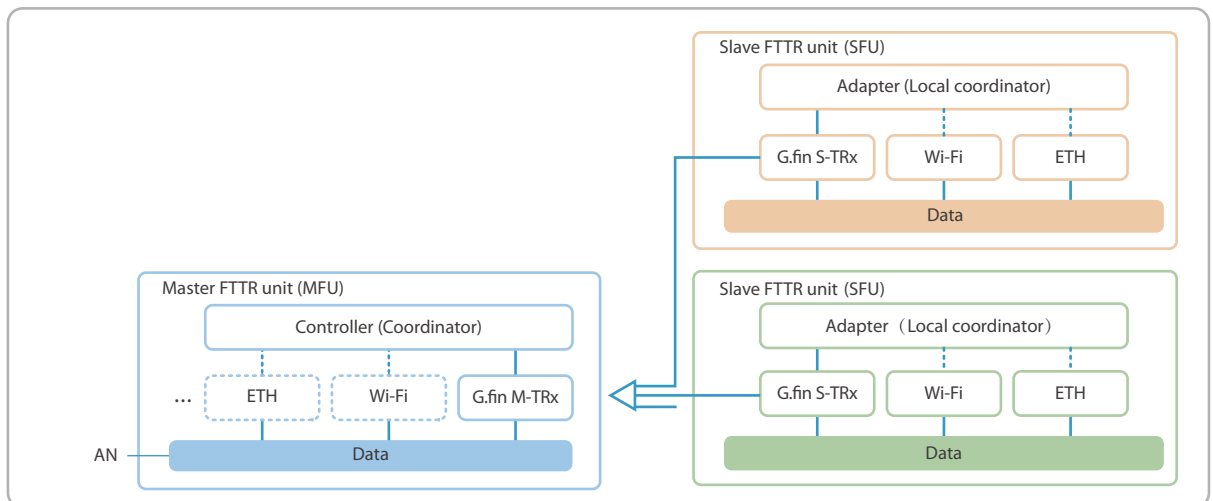 Slave FTTR unit (SFU)
Adapter (Local coordinator)
G.fin S-TRx
Wi-Fi
ETH
Data
Master FTTR unit (MFU)
Controller (Coordinator)
...
ETH
Wi-Fi
G.fin M-TRx
AN
Data
Slave FTTR unit (SFU)
Adapter（Local coordinator）
G.fin S-TRx
Wi-Fi
ETH
Data